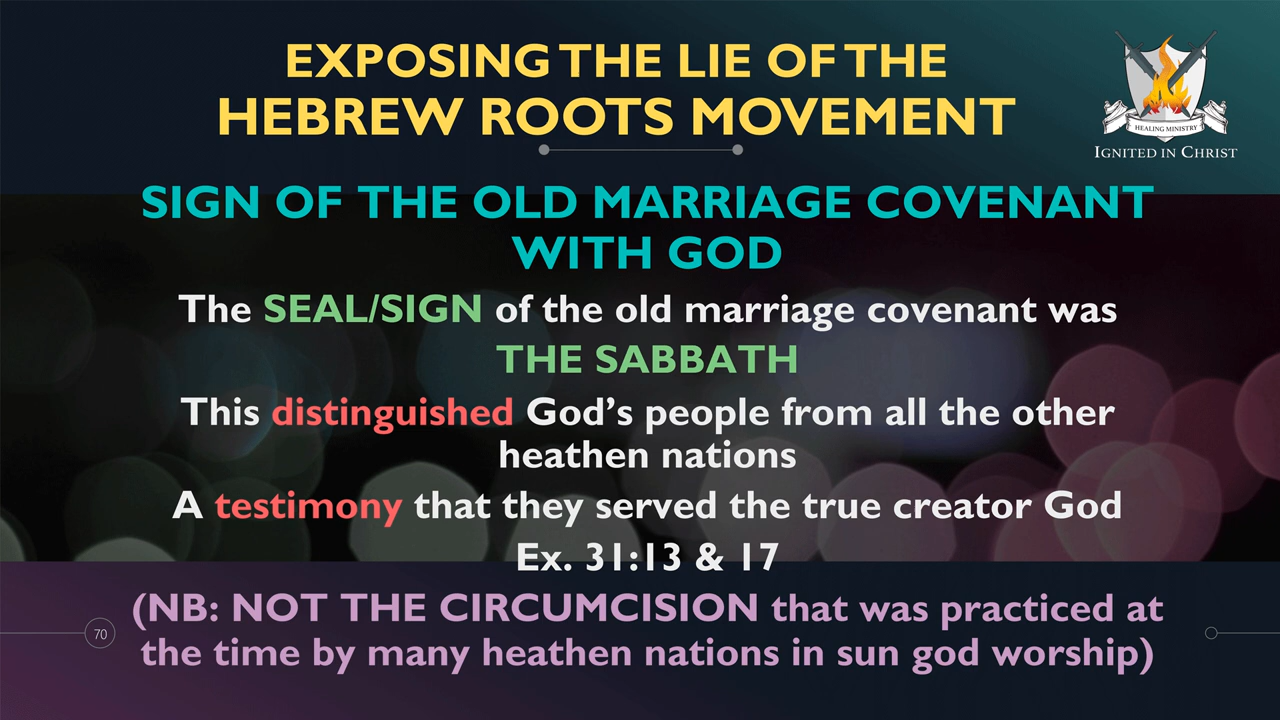 EXPOSING THE LIE OF THE
HEBREW ROOTS MOVEMENT
HEALING MINISTRY
IGNITED IN CHRIST
SIGN OF THE OLD MARRIAGE COVENANT
WITH GOD
The SEAL/SIGN of the old marriage covenant was
THE SABBATH
This distinguished God’s people from all the other
heathen nations
A testimony that they served the true creator God
Ex. 31:13 & 17
(NB: NOT THE CIRCUMCISION that was practiced at
the time by many heathen nations in sun god worship)
70